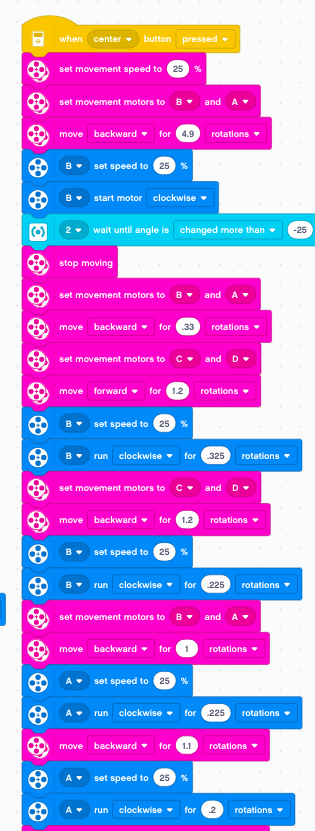 when center button pressed
set movement speed to 25 %
set movement motors to B and A
move backward for 4.9 rotations
B set speed to 25 %
B start motor clockwise
2 wait until angle is changed more than -25
stop moving
set movement motors to B and A
move backward for .33 rotations
set movement motors to C and D
move forward for 1.2 rotations
B set speed to 25 %
B run clockwise for .325 rotations
set movement motors to C and D
move backward for 1.2 rotations
B set speed to 25 %
B run clockwise for .225 rotations
set movement motors to B and A
move backward for 1 rotations
A set speed to 25 %
A run clockwise for .225 rotations
move backward for 1.1 rotations
A set speed to 25 %
A run clockwise for .2 rotations